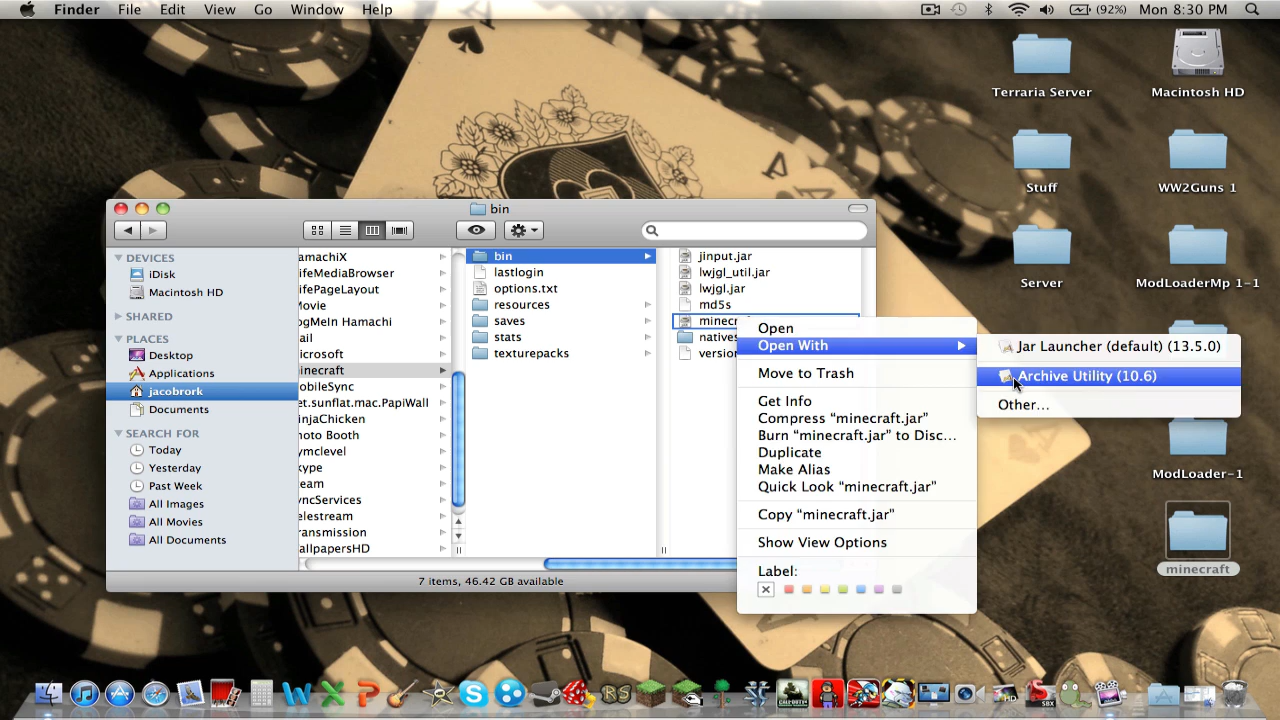 Finder File Edit View Go Window Help (92%) Mon 8:30 PM
Terraria Server
Macintosh HD
Stuff
WW2Guns 1
Server
ModLoaderMp 1-1
ModLoader-1
minecraft
bin
DEVICES
iDisk
Macintosh HD
SHARED
PLACES
Desktop
Applications
jacobrork
Documents
SEARCH FOR
Today
Yesterday
Past Week
All Images
All Movies
All Documents
amachiX
ifeMediaBrowser
ifePageLayout
Movie
ogMeIn Hamachi
ail
icrosoft
inecraft
obileSync
et.sunflat.mac.PapiWall
injaChicken
hoto Booth
ymclevel
kype
team
yncServices
elestream
ransmission
allpapersHD
bin
lastlogin
options.txt
resources
saves
stats
texturepacks
jinput.jar
lwjgl_util.jar
lwjgl.jar
md5s
minecr
natives
version
7 items, 46.42 GB available
Open
Open With
Move to Trash
Get Info
Compress “minecraft.jar”
Burn “minecraft.jar” to Disc...
Duplicate
Make Alias
Quick Look “minecraft.jar”
Copy “minecraft.jar”
Show View Options
Label:
Jar Launcher (default) (13.5.0)
Archive Utility (10.6)
Other...